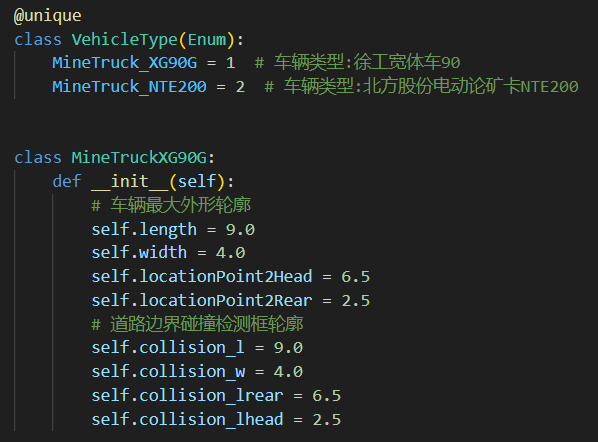 @unique
class VehicleType(Enum):
    MineTruck_XG90G = 1  # 车辆类型:徐工宽体车90
    MineTruck_NTE200 = 2  # 车辆类型:北方股份电动论矿卡NTE200
class MineTruckXG90G:
    def __init__(self):
        # 车辆最大外形轮廓
        self.length = 9.0
        self.width = 4.0
        self.locationPoint2Head = 6.5
        self.locationPoint2Rear = 2.5
        # 道路边界碰撞检测框轮廓
        self.collision_l = 9.0
        self.collision_w = 4.0
        self.collision_lrear = 6.5
        self.collision_lhead = 2.5